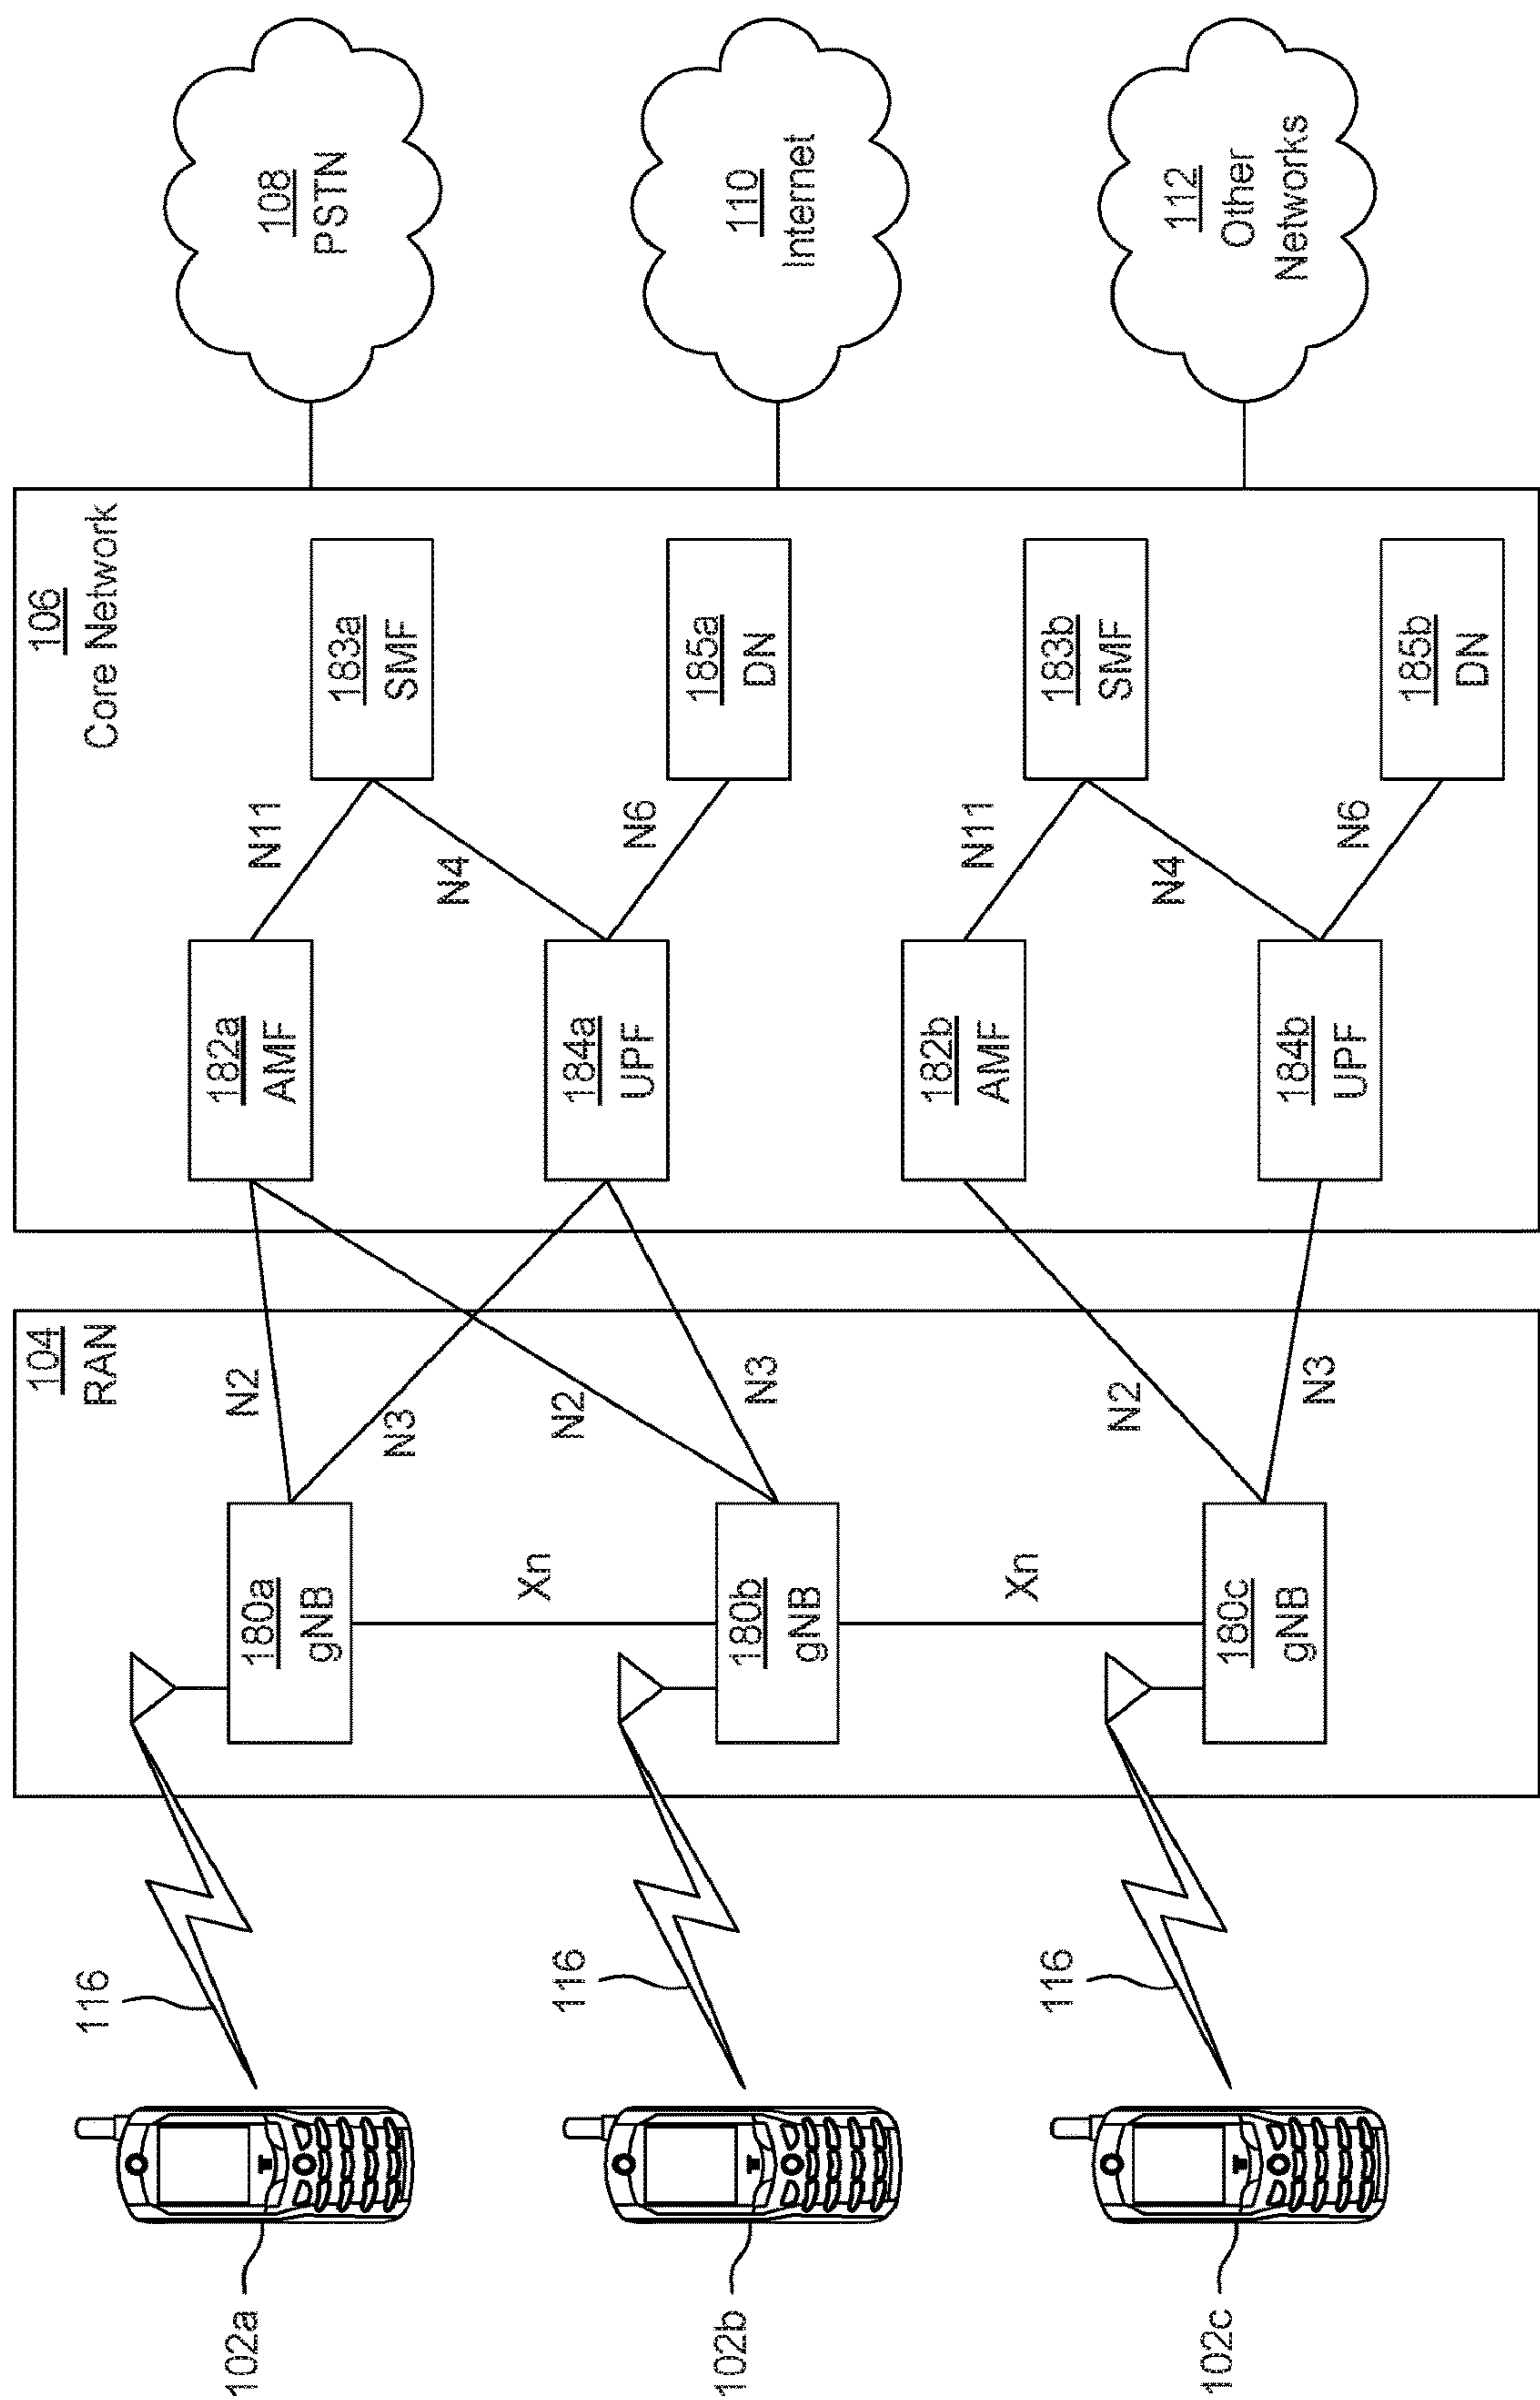 102a
102b
102c
116
116
116
104
RAN
180a
gNB
180b
gNB
180c
gNB
Xn
Xn
N2
N3
N2
N3
N2
N3
106
Core Network
182a
AMF
184a
UPF
182b
AMF
184b
UPF
N11
N4
N6
N11
N4
N6
183a
SMF
185a
DN
183b
SMF
185b
DN
108
PSTN
110
Internet
112
Other
Networks